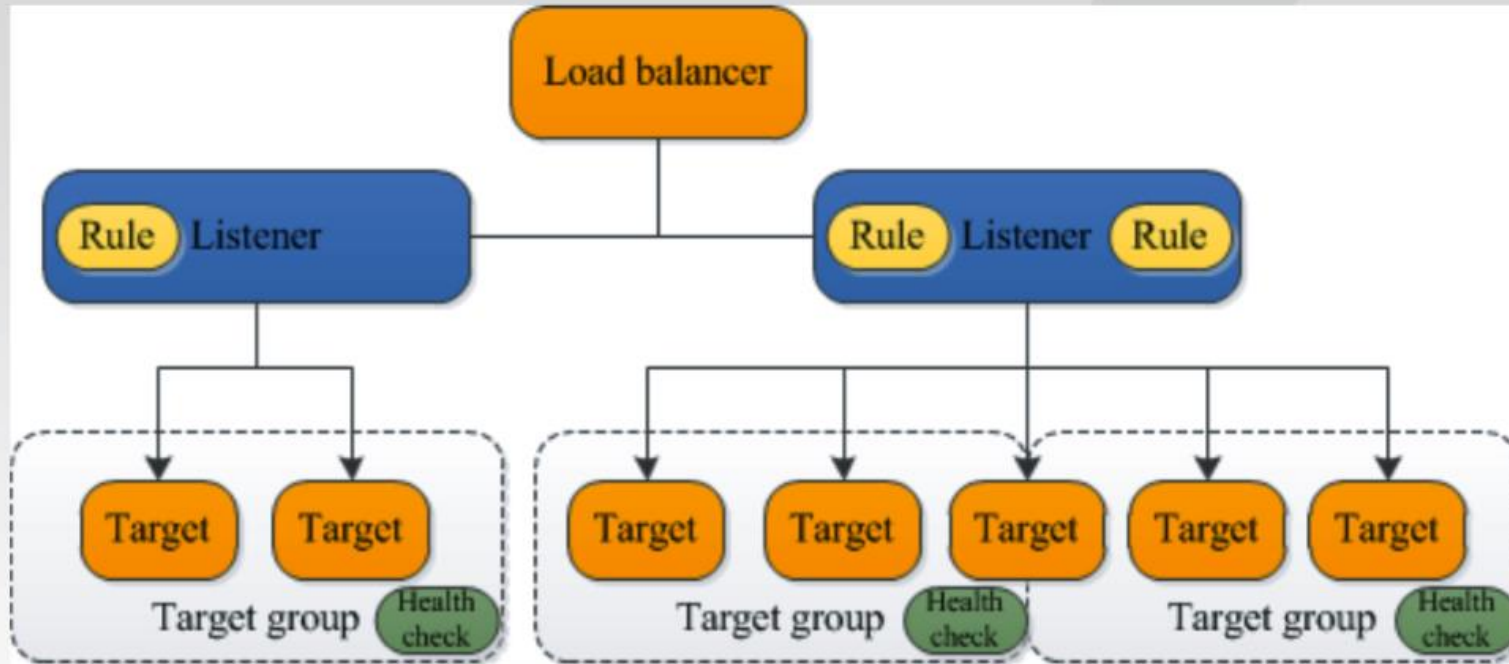 Load balancer
Rule Listener
Rule Listener Rule
Target
Target
Target
Target
Target
Target
Target
Target group
Health
check
Target group
Health
check
Target group
Health
check